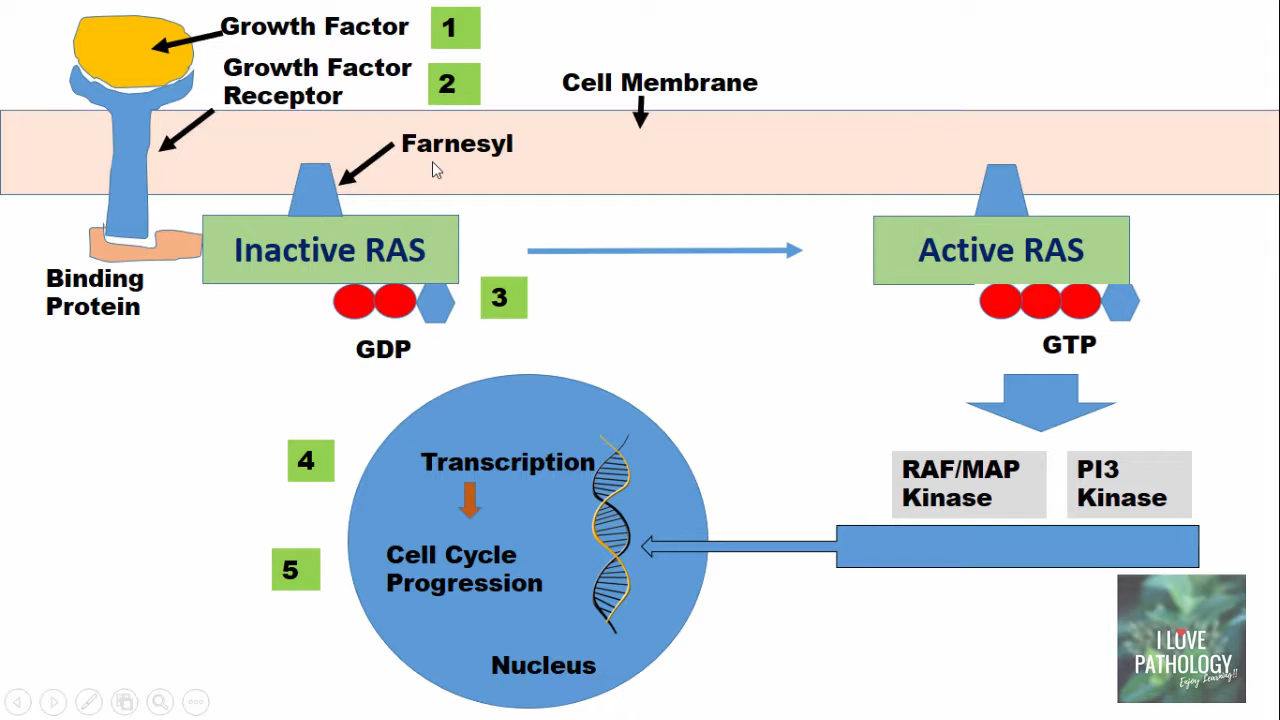 Growth Factor
1
Growth Factor
Receptor
2
Cell Membrane
Farnesyl
Inactive RAS
Active RAS
Binding
Protein
3
GDP
GTP
4
Transcription
RAF/MAP
Kinase
PI3
Kinase
5
Cell Cycle
Progression
Nucleus
I LOVE
PATHOLOGY
Enjoy Learning!!